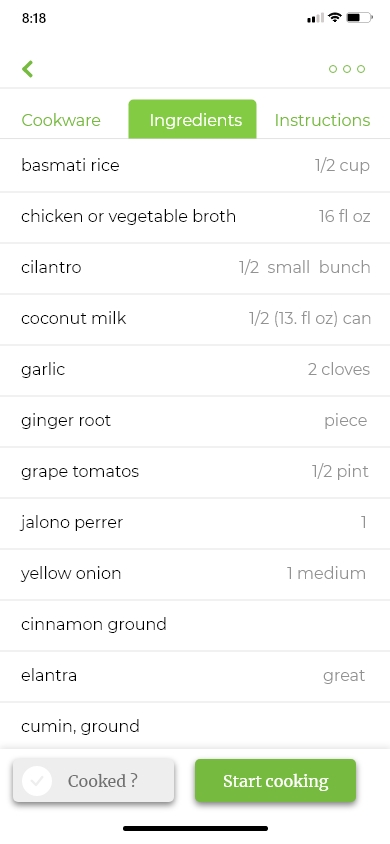 8:18
Cookware Ingredients Instructions
basmati rice 1/2 cup
chicken or vegetable broth 16 fl oz
cilantro 1/2 small bunch
coconut milk 1/2 (13. fl oz) can
garlic 2 cloves
ginger root piece
grape tomatos 1/2 pint
jalono perrer 1
yellow onion 1 medium
cinnamon ground
elantra great
cumin, ground
Cooked ? Start cooking